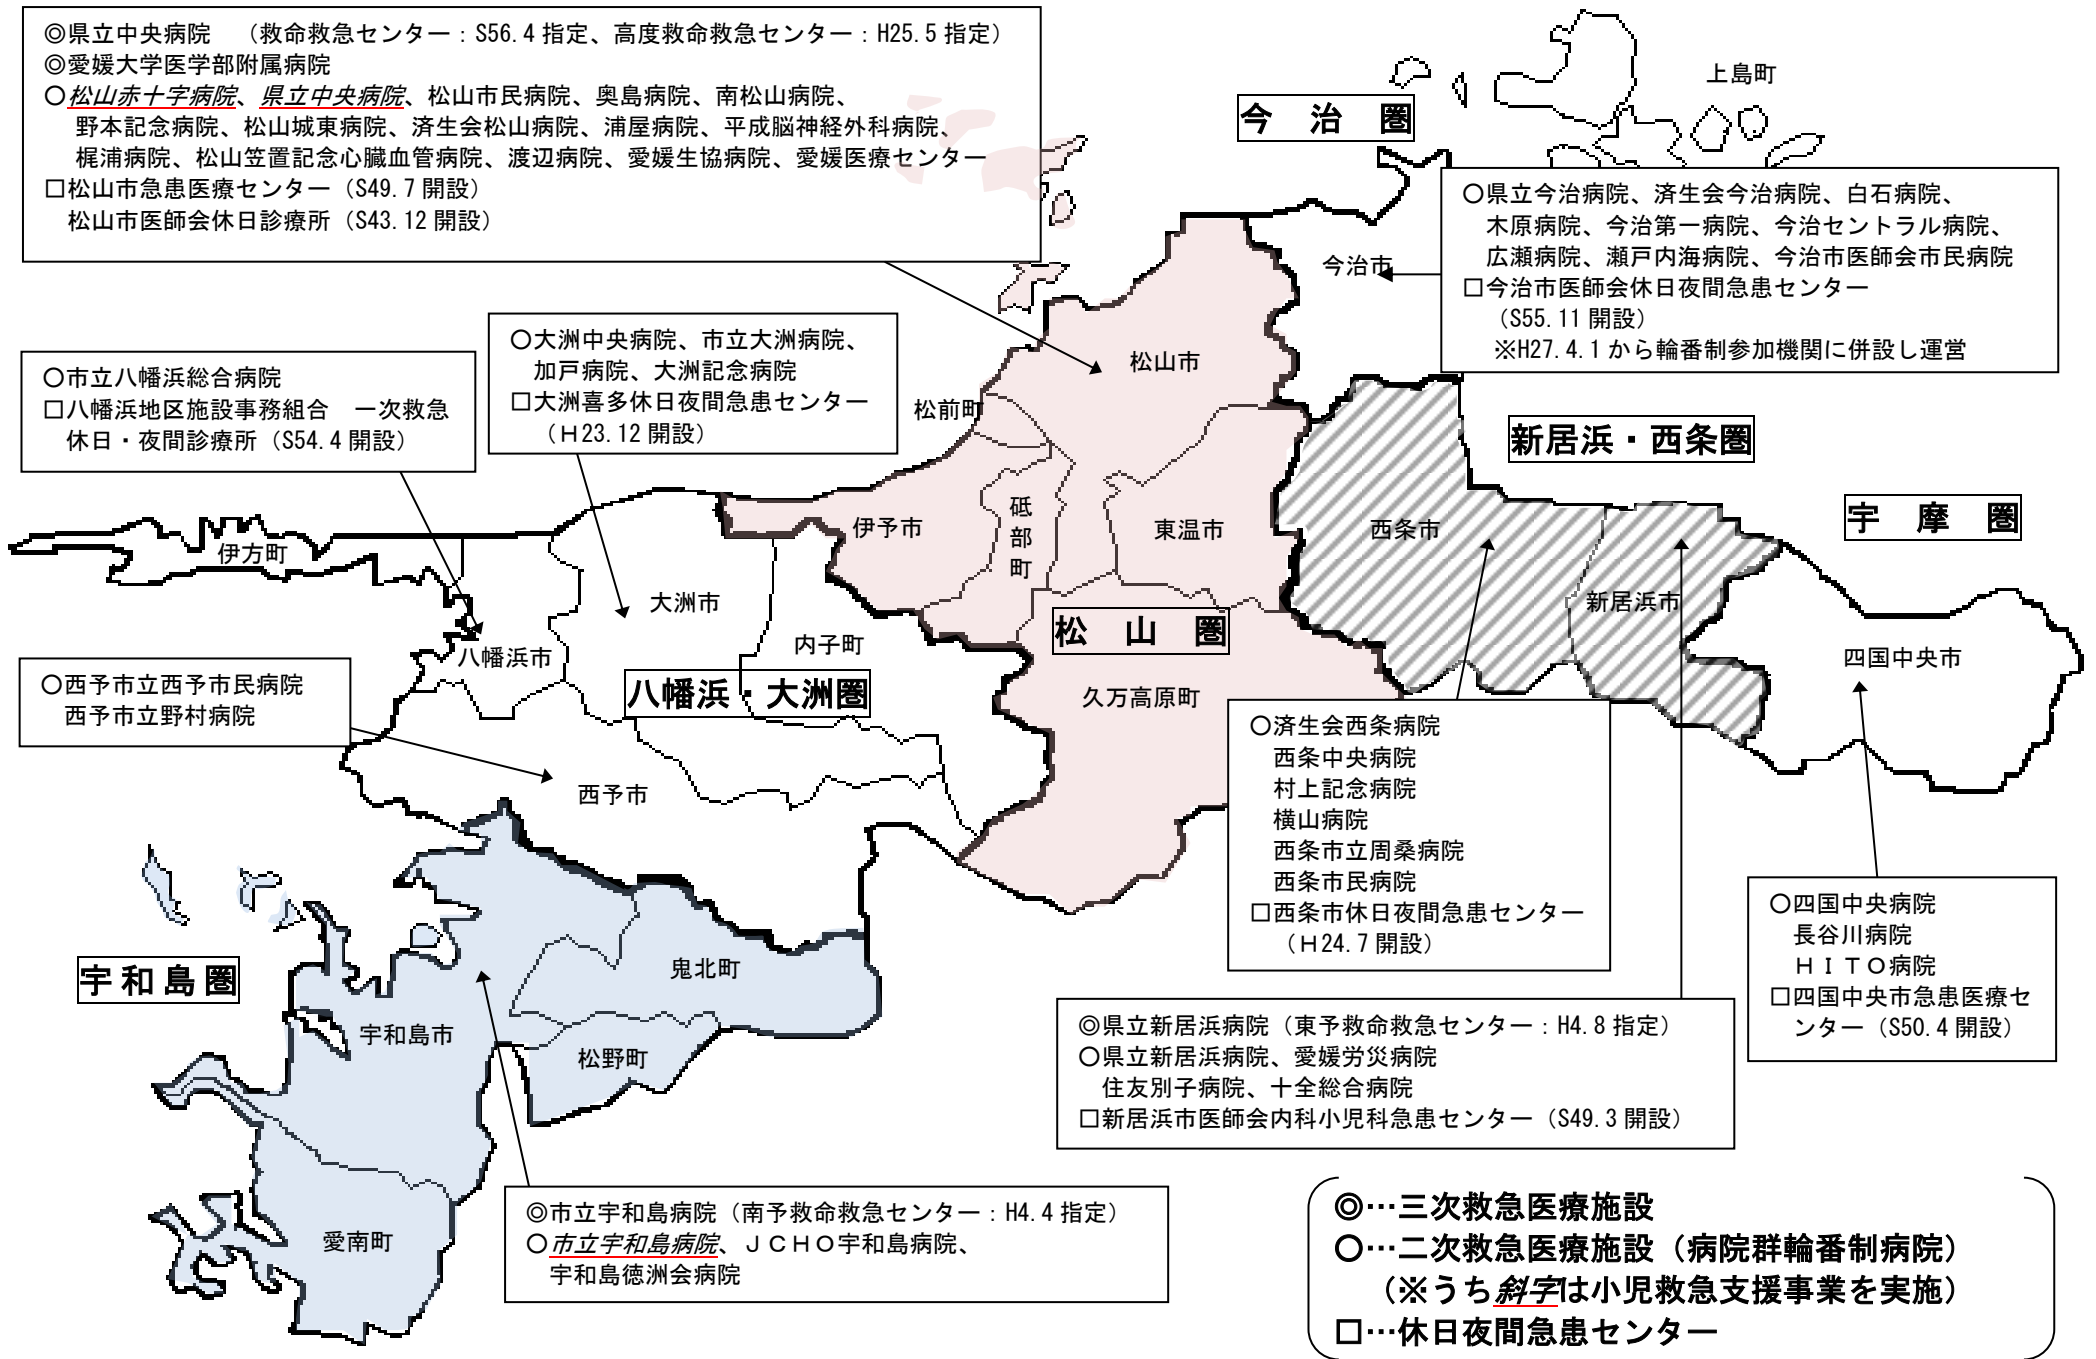 ◎県立中央病院　（救命救急センター：S56.4指定、高度救命救急センター：H25.5指定）
◎愛媛大学医学部附属病院
○松山赤十字病院、県立中央病院、松山市民病院、奥島病院、南松山病院、
野本記念病院、松山城東病院、済生会松山病院、浦屋病院、平成脳神経外科病院、
梶浦病院、松山笠置記念心臓血管病院、渡辺病院、愛媛生協病院、愛媛医療センター
□松山市急患医療センター（S49.7開設）
松山市医師会休日診療所（S43.12開設）
上島町
今治圏
○県立今治病院、済生会今治病院、白石病院、
木原病院、今治第一病院、今治セントラル病院、
広瀬病院、瀬戸内海病院、今治市医師会市民病院
□今治市医師会休日夜間急患センター
（S55.11開設）
※H27.4.1から輪番制参加機関に併設し運営
今治市
○大洲中央病院、市立大洲病院、
加戸病院、大洲記念病院
□大洲喜多休日夜間急患センター
（H23.12開設）
○市立八幡浜総合病院
□八幡浜地区施設事務組合　一次救急
休日・夜間診療所（S54.4開設）
松山市
松前町
新居浜・西条圏
宇摩圏
伊予市
砥部町
東温市
西条市
伊方町
大洲市
新居浜市
松山圏
八幡浜市
内子町
四国中央市
八幡浜・大洲圏
久万高原町
○西予市立西予市民病院
西予市立野村病院
西予市
○済生会西条病院
西条中央病院
村上記念病院
横山病院
西条市立周桑病院
西条市民病院
□西条市休日夜間急患センター
（H24.7開設）
○四国中央病院
長谷川病院
HITO病院
□四国中央市急患医療セ
ンター（S50.4開設）
宇和島圏
鬼北町
宇和島市
松野町
◎県立新居浜病院（東予救命救急センター：H4.8指定）
○県立新居浜病院、愛媛労災病院
住友別子病院、十全総合病院
□新居浜市医師会内科小児科急患センター（S49.3開設）
愛南町
◎市立宇和島病院（南予救命救急センター：H4.4指定）
○市立宇和島病院、JCHO宇和島病院、
宇和島徳洲会病院
◎…三次救急医療施設
○…二次救急医療施設（病院群輪番制病院）
（※うち斜字は小児救急支援事業を実施）
□…休日夜間急患センター